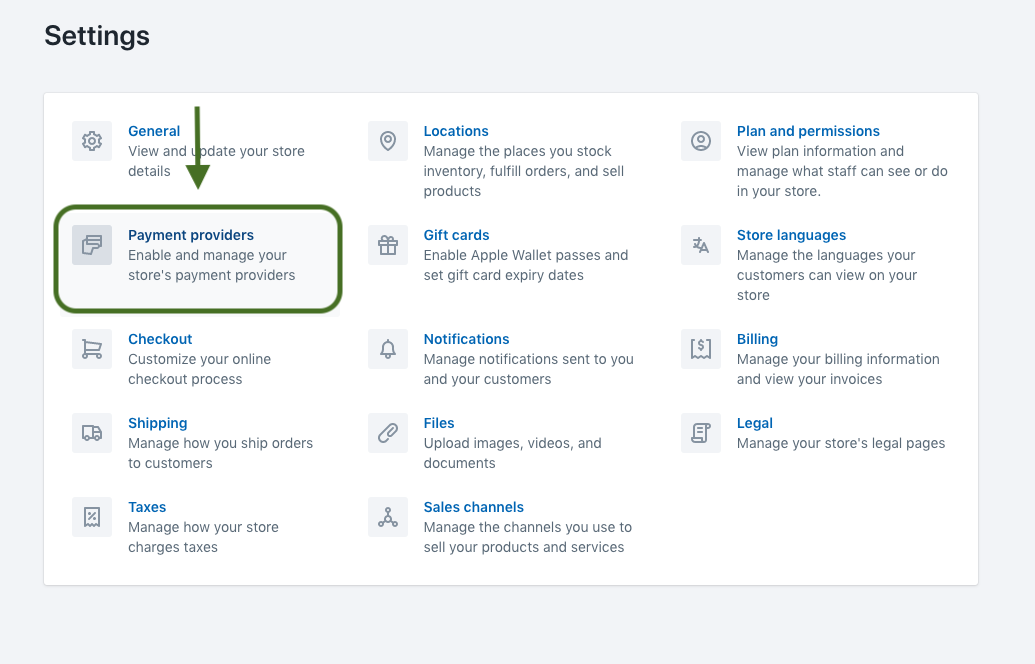 Settings
General
View and update your store
details
Locations
Manage the places you stock
inventory, fulfill orders, and sell
products
Plan and permissions
View plan information and
manage what staff can see or do
in your store.
Payment providers
Enable and manage your
store's payment providers
Gift cards
Enable Apple Wallet passes and
set gift card expiry dates
Store languages
Manage the languages your
customers can view on your
store
Checkout
Customize your online
checkout process
Notifications
Manage notifications sent to you
and your customers
Billing
Manage your billing information
and view your invoices
Shipping
Manage how you ship orders
to customers
Files
Upload images, videos, and
documents
Legal
Manage your store's legal pages
Taxes
Manage how your store
charges taxes
Sales channels
Manage the channels you use to
sell your products and services